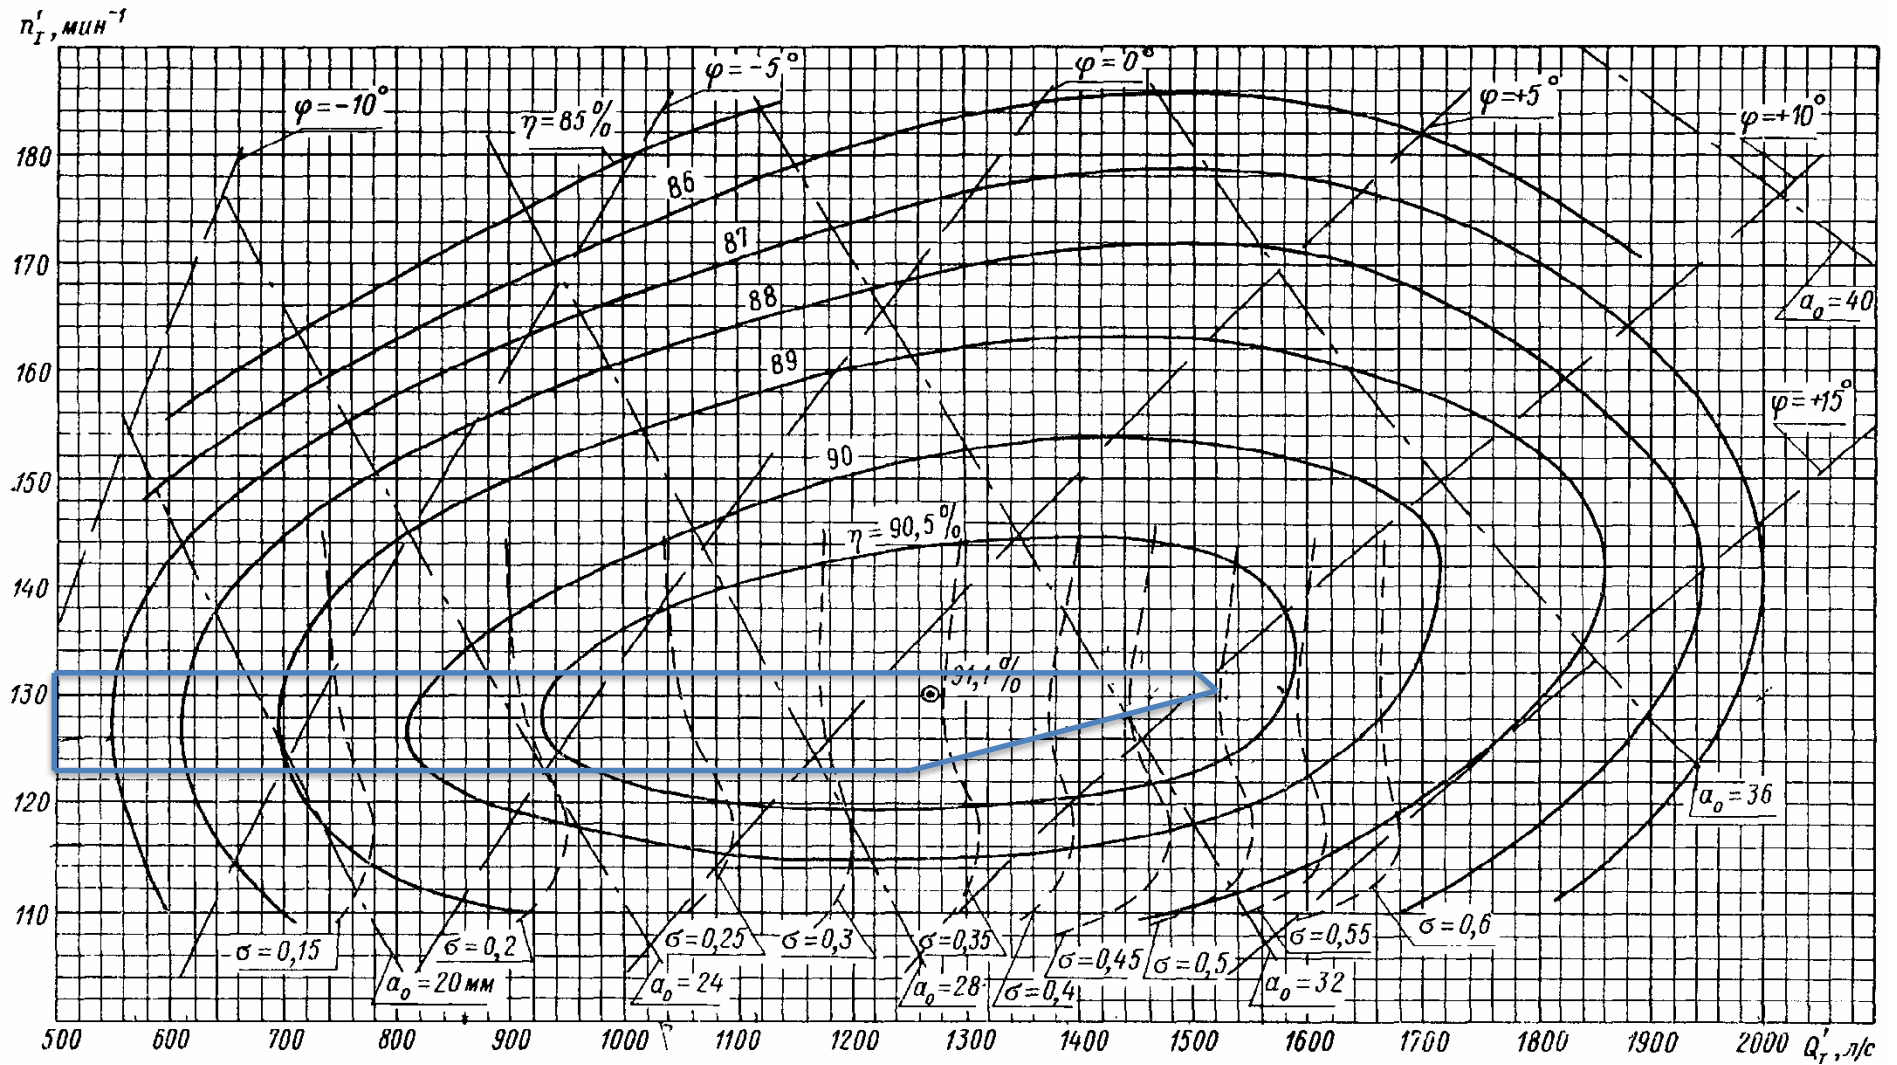 n'I, мин⁻¹
φ = 0°
φ = -5°
φ = +5°
φ = -10°
η = 85%
φ = +10°
180
86
87
170
88
a₀ = 40
89
160
φ = +15°
90
150
η = 90,5%
140
91,1%
130
120
a₀ = 36
110
σ = 0,15
σ = 0,2
σ = 0,25
σ = 0,3
σ = 0,35
σ = 0,45
σ = 0,5
σ = 0,55
σ = 0,6
a₀ = 20 мм
a₀ = 24
a₀ = 28
σ = 0,4
a₀ = 32
500 600 700 800 900 1000 1100 1200 1300 1400 1500 1600 1700 1800 1900 2000 Q'I, л/с